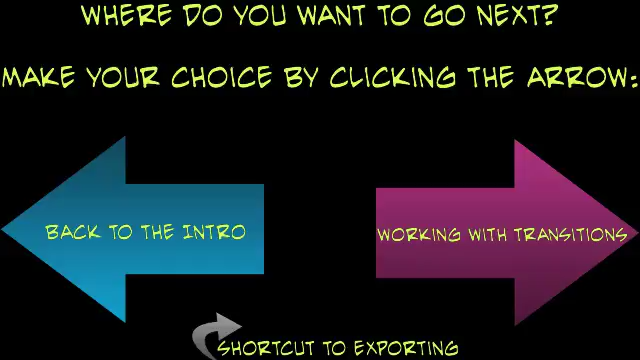 WHERE DO YOU WANT TO GO NEXT?
MAKE YOUR CHOICE BY CLICKING THE ARROW:
BACK TO THE INTRO
WORKING WITH TRANSITIONS
SHORTCUT TO EXPORTING